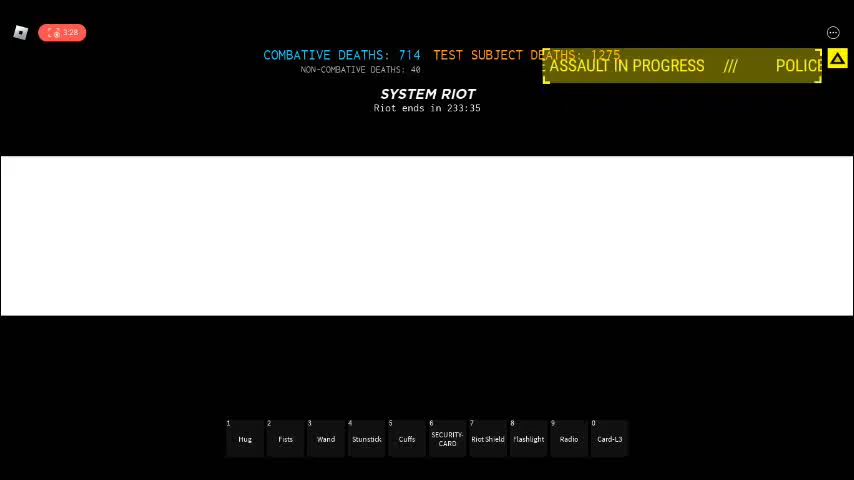 3:28
COMBATIVE DEATHS: 714 TEST SUBJECT DEATHS: 1275
NON-COMBATIVE DEATHS: 40
ASSAULT IN PROGRESS /// POLICE
SYSTEM RIOT
Riot ends in 233:35
1 2 3 4 5 6 7 8 9 0
Hug Fists Wand Stunstick Cuffs SECURITY-CARD Riot Shield Flashlight Radio Card-L3